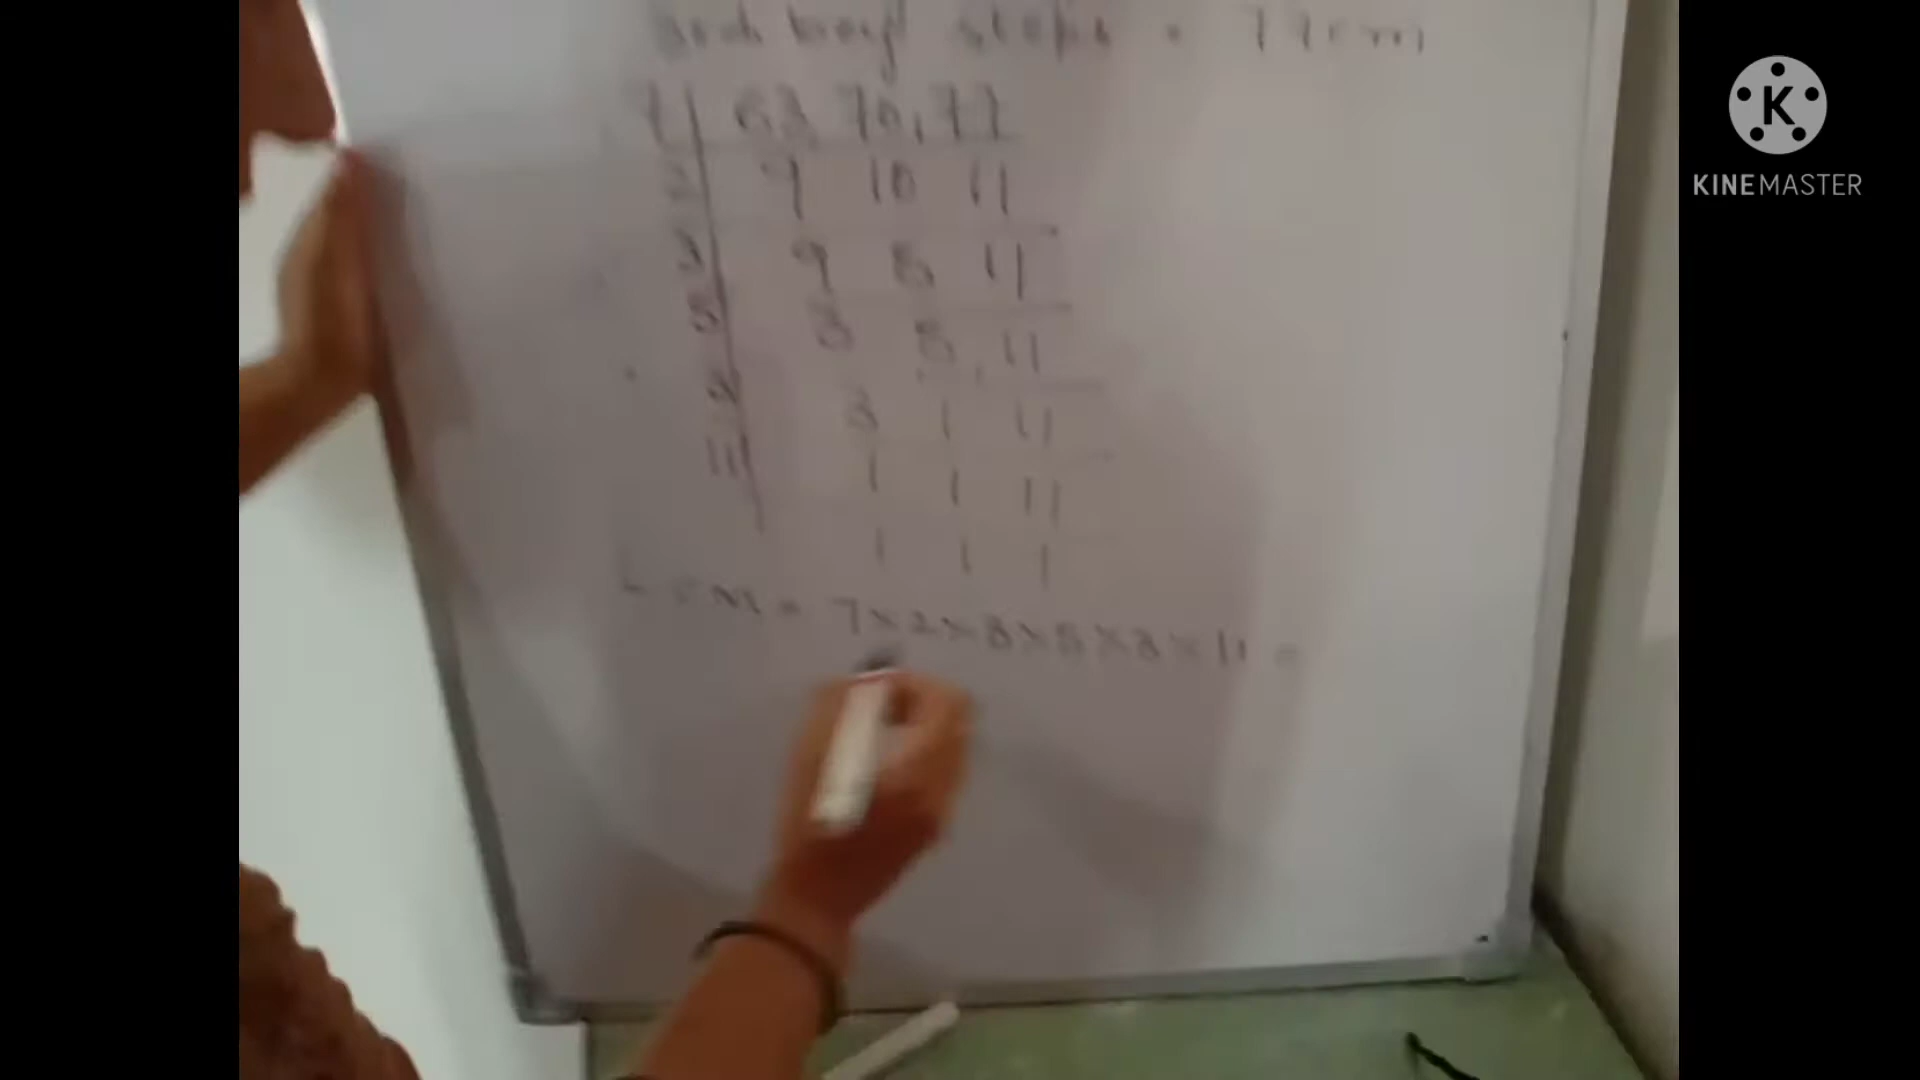 boy steps = 77cm
7 63, 70, 77
2 9 10 11
3 9 5 11
5 3 5, 11
3 3 1 11
11 1 1 11
1 1 1
LCM = 7×2×3×5×3×11 =
K
KINEMASTER